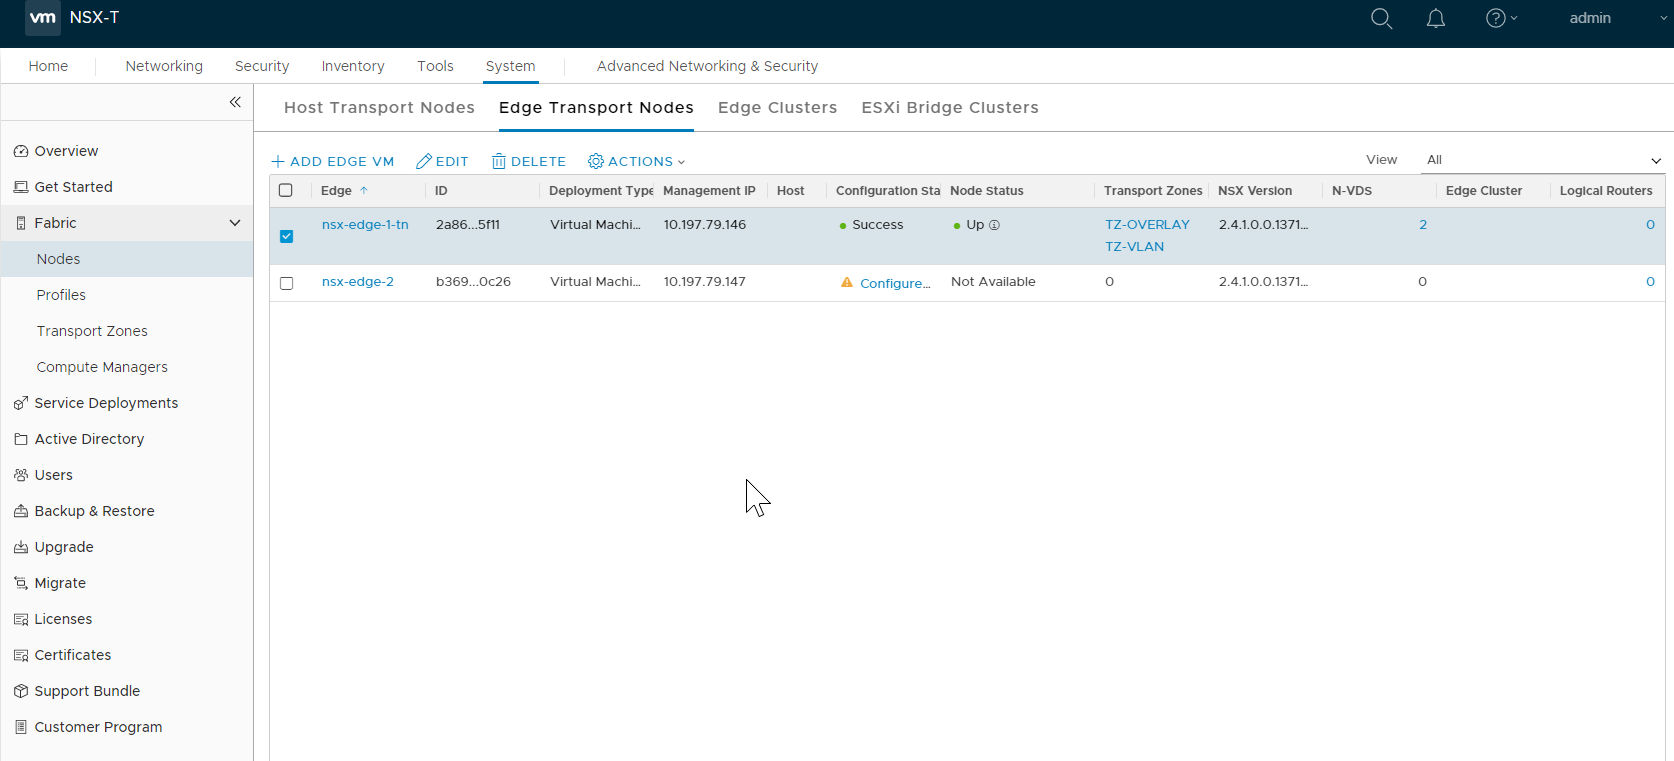 vm NSX-T admin
Home Networking Security Inventory Tools System Advanced Networking & Security
Host Transport Nodes Edge Transport Nodes Edge Clusters ESXi Bridge Clusters
Overview
Get Started
Fabric
Nodes
Profiles
Transport Zones
Compute Managers
Service Deployments
Active Directory
Users
Backup & Restore
Upgrade
Migrate
Licenses
Certificates
Support Bundle
Customer Program
+ ADD EDGE VM EDIT DELETE ACTIONS View All
Edge ID Deployment Type Management IP Host Configuration Sta Node Status Transport Zones NSX Version N-VDS Edge Cluster Logical Routers
nsx-edge-1-tn 2a86...5f11 Virtual Machi... 10.197.79.146 Success Up TZ-OVERLAY 2.4.1.0.0.1371... 2 0
TZ-VLAN
nsx-edge-2 b369...0c26 Virtual Machi... 10.197.79.147 Configure... Not Available 0 2.4.1.0.0.1371... 0 0